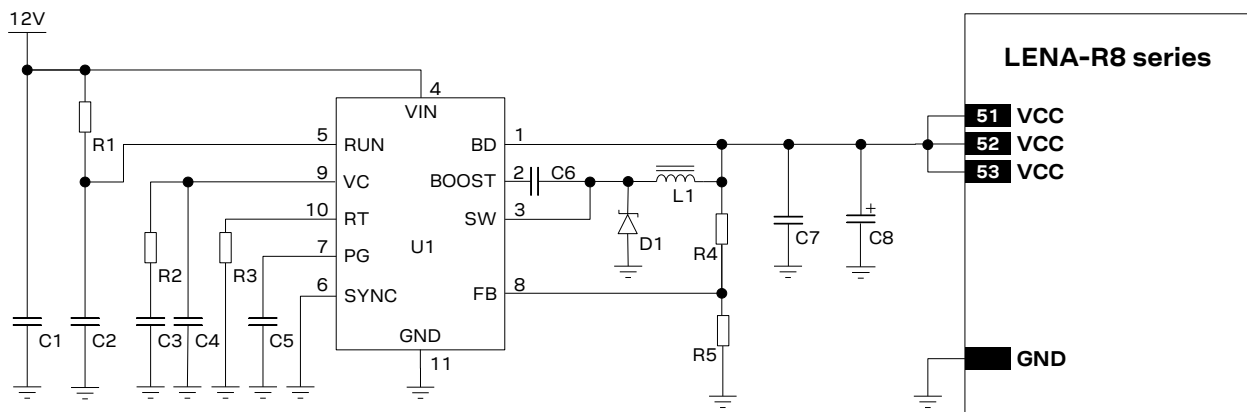 12V
LENA-R8 series
4
VIN
51 VCC
R1
5 RUN
BD 1
52 VCC
9 VC
BOOST 2
C6
53 VCC
L1
10 RT
SW 3
R2
R3
7 PG
U1
D1
R4
C7
+
C8
6 SYNC
FB 8
C1
C2
C3
C4
C5
GND
11
R5
GND